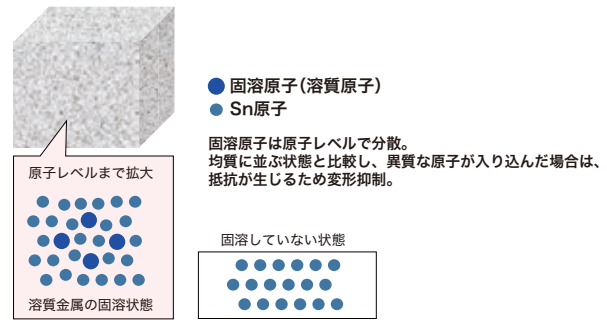 固溶原子(溶質原子)
Sn原子
固溶原子は原子レベルで分散。
均質に並ぶ状態と比較し、異質な原子が入り込んだ場合は、
抵抗が生じるため変形抑制。
原子レベルまで拡大
溶質金属の固溶状態
固溶していない状態